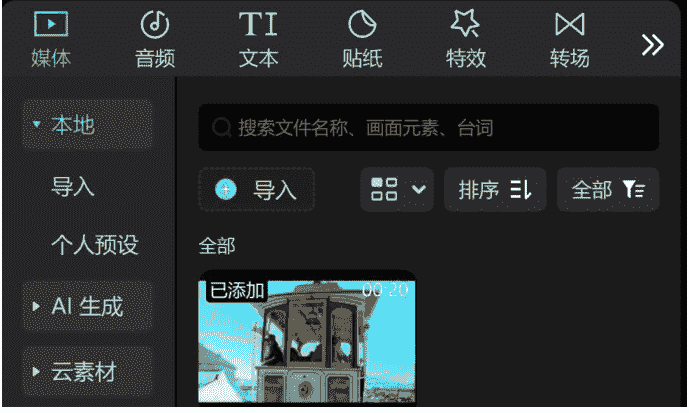 媒体 音频 文本 贴纸 特效 转场
本地
搜索文件名称、画面元素、台词
导入
导入 排序 全部
个人预设
全部
AI 生成
已添加 00:20
云素材